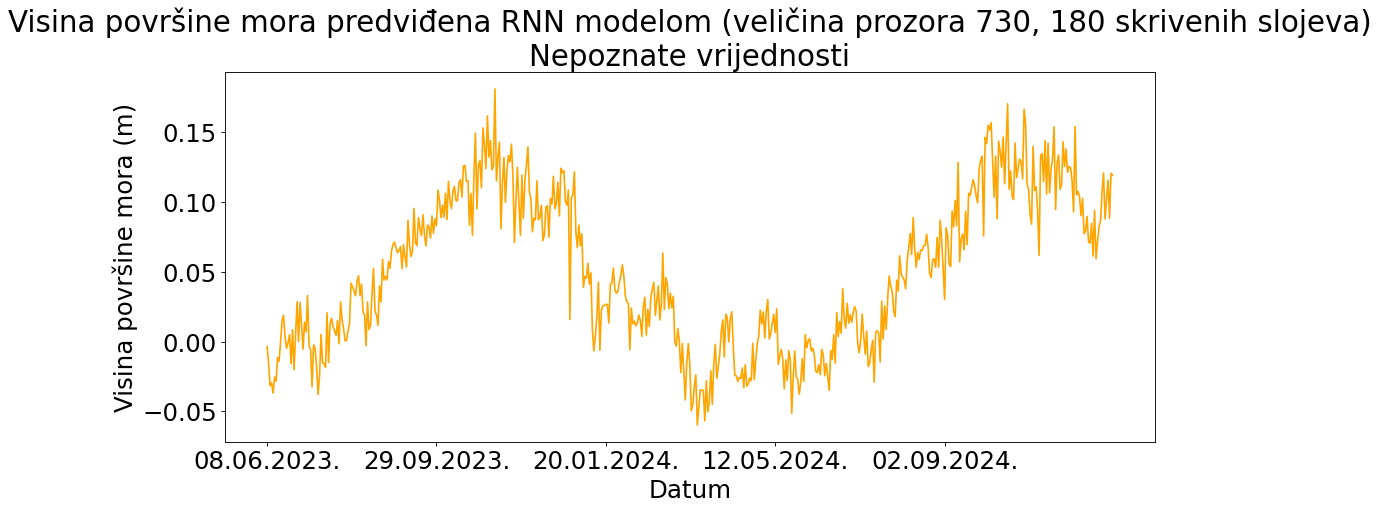 Visina površine mora predviđena RNN modelom (veličina prozora 730, 180 skrivenih slojeva)
Nepoznate vrijednosti
Visina površine mora (m)
0.15
0.10
0.05
0.00
−0.05
08.06.2023. 29.09.2023. 20.01.2024. 12.05.2024. 02.09.2024.
Datum